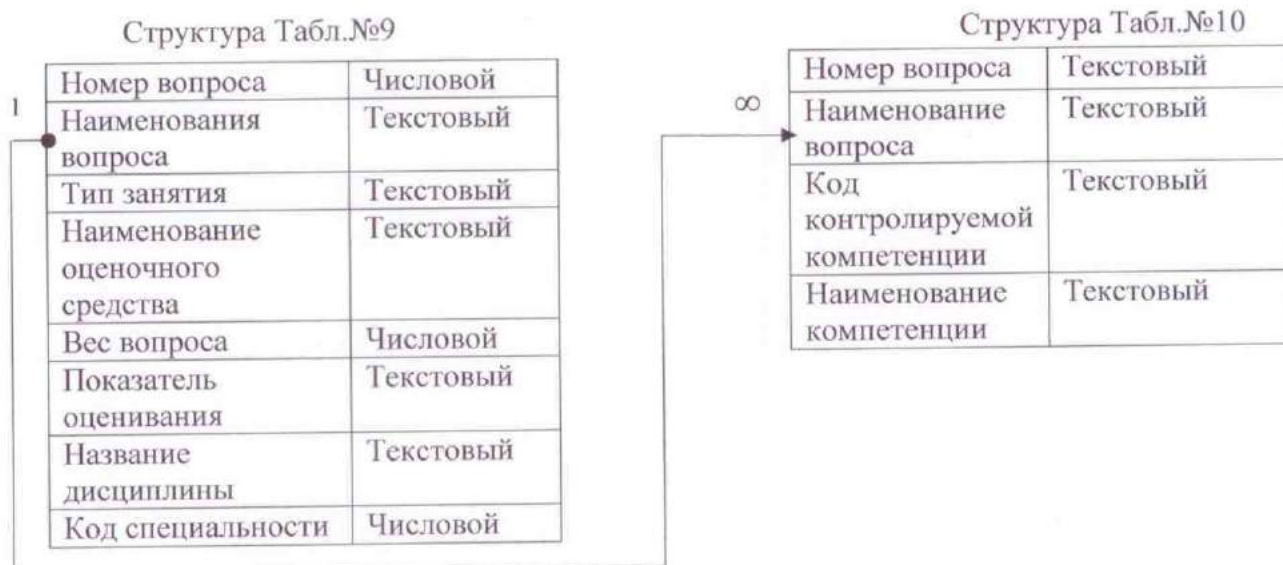 Структура Табл.№9
Номер вопроса Числовой
1
Наименования Текстовый
вопроса
Тип занятия Текстовый
Наименование Текстовый
оценочного
средства
Вес вопроса Числовой
Показатель Текстовый
оценивания
Название Текстовый
дисциплины
Код специальности Числовой
Структура Табл.№10
Номер вопроса Текстовый
∞
Наименование Текстовый
вопроса
Код Текстовый
контролируемой
компетенции
Наименование Текстовый
компетенции